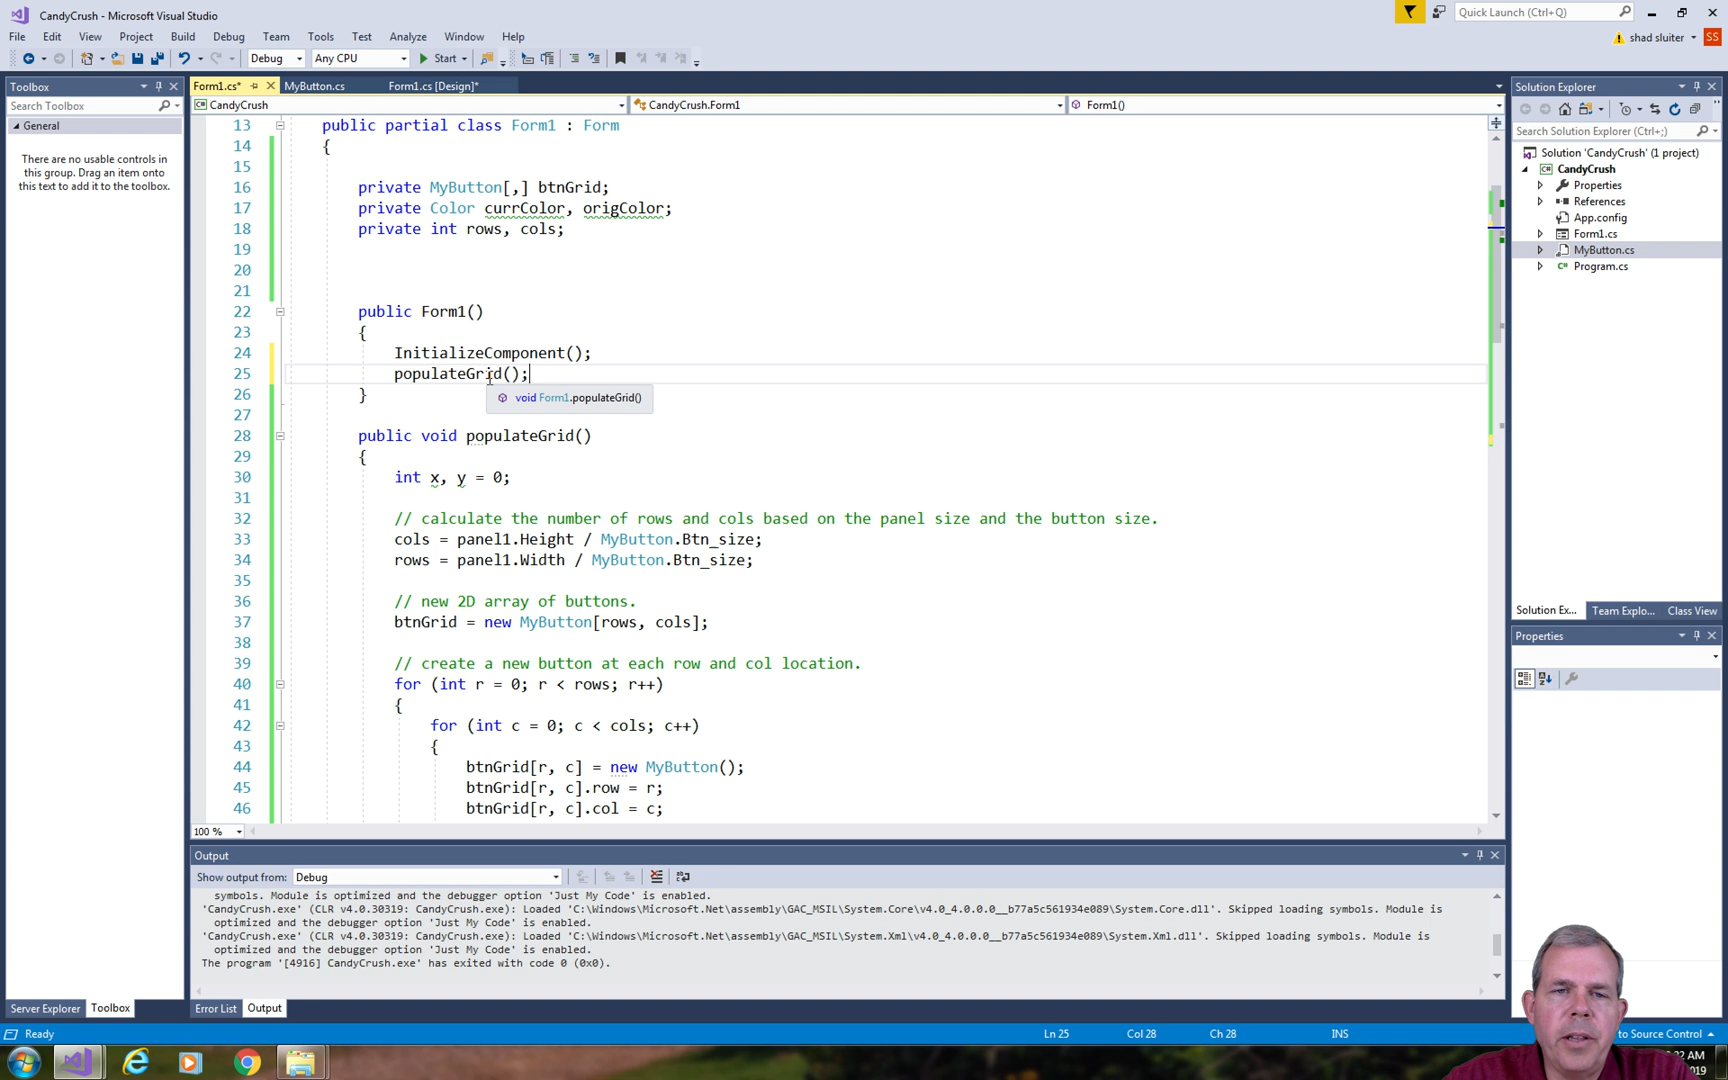 CandyCrush - Microsoft Visual Studio
Quick Launch (Ctrl+Q)
File Edit View Project Build Debug Team Tools Test Analyze Window Help
shad sluiter SS
Debug Any CPU Start
Toolbox
Search Toolbox
General
There are no usable controls in
this group. Drag an item onto
this text to add it to the toolbox.
Form1.cs* MyButton.cs Form1.cs [Design]*
CandyCrush CandyCrush.Form1 Form1()
13 public partial class Form1 : Form
14 {
15
16 private MyButton[,] btnGrid;
17 private Color currColor, origColor;
18 private int rows, cols;
19
20
21
22 public Form1()
23 {
24 InitializeComponent();
25 populateGrid();
void Form1.populateGrid()
26 }
27
28 public void populateGrid()
29 {
30 int x, y = 0;
31
32 // calculate the number of rows and cols based on the panel size and the button size.
33 cols = panel1.Height / MyButton.Btn_size;
34 rows = panel1.Width / MyButton.Btn_size;
35
36 // new 2D array of buttons.
37 btnGrid = new MyButton[rows, cols];
38
39 // create a new button at each row and col location.
40 for (int r = 0; r < rows; r++)
41 {
42 for (int c = 0; c < cols; c++)
43 {
44 btnGrid[r, c] = new MyButton();
45 btnGrid[r, c].row = r;
46 btnGrid[r, c].col = c;
100 %
Solution Explorer
Search Solution Explorer (Ctrl+;)
Solution 'CandyCrush' (1 project)
CandyCrush
Properties
References
App.config
Form1.cs
MyButton.cs
Program.cs
Solution Ex... Team Explo... Class View
Properties
Output
Show output from: Debug
symbols. Module is optimized and the debugger option 'Just My Code' is enabled.
'CandyCrush.exe' (CLR v4.0.30319: CandyCrush.exe): Loaded 'C:\Windows\Microsoft.Net\assembly\GAC_MSIL\System.Core\v4.0_4.0.0.0__b77a5c561934e089\System.Core.dll'. Skipped loading symbols. Module is
optimized and the debugger option 'Just My Code' is enabled.
'CandyCrush.exe' (CLR v4.0.30319: CandyCrush.exe): Loaded 'C:\Windows\Microsoft.Net\assembly\GAC_MSIL\System.Xml\v4.0_4.0.0.0__b77a5c561934e089\System.Xml.dll'. Skipped loading symbols. Module is
optimized and the debugger option 'Just My Code' is enabled.
The program '[4916] CandyCrush.exe' has exited with code 0 (0x0).
Server Explorer Toolbox Error List Output
Ready Ln 25 Col 28 Ch 28 INS to Source Control